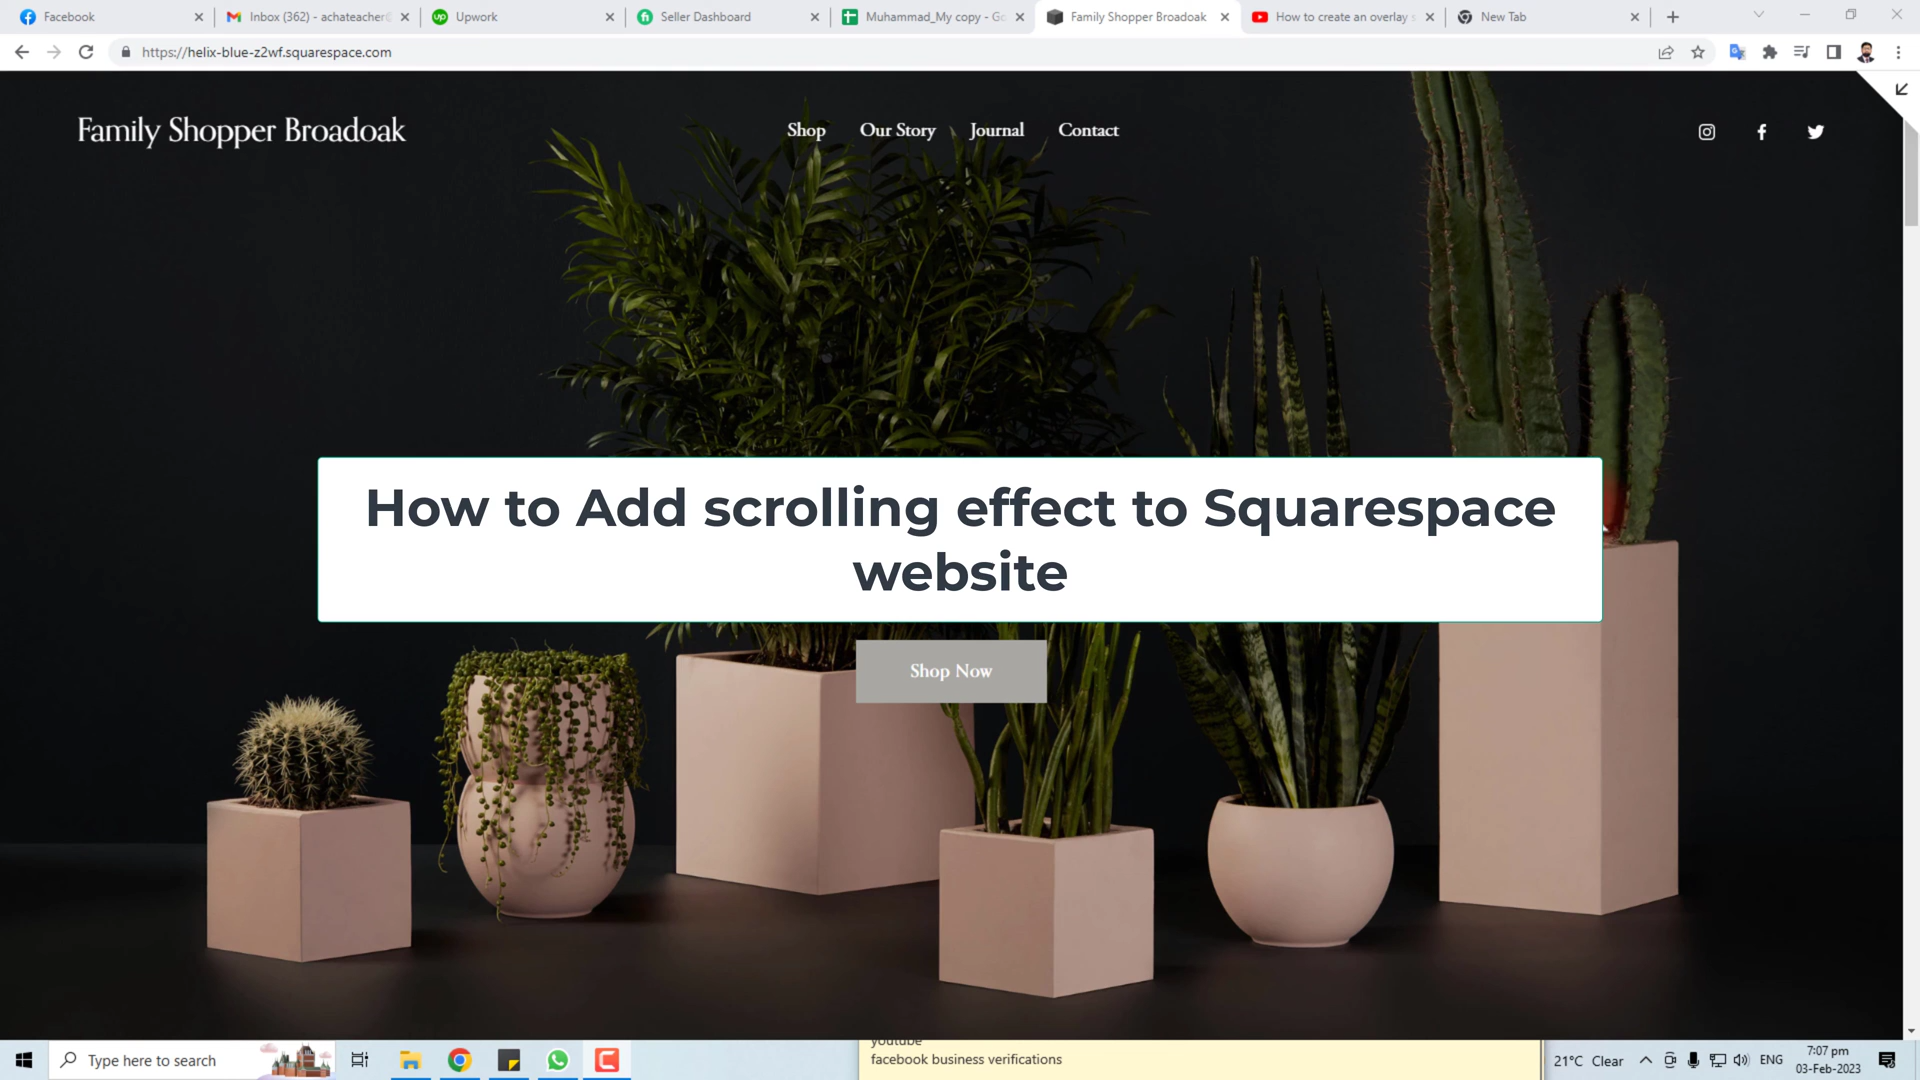 Facebook
Inbox (362) - achateacher@
Upwork
Seller Dashboard
Muhammad_My copy - Go
Family Shopper Broadoak
How to create an overlay s
New Tab
https://helix-blue-z2wf.squarespace.com
Family Shopper Broadoak
Shop
Our Story
Journal
Contact
How to Add scrolling effect to Squarespace
website
Shop Now
Type here to search
youtube
facebook business verifications
21°C Clear
ENG
7:07 pm
03-Feb-2023